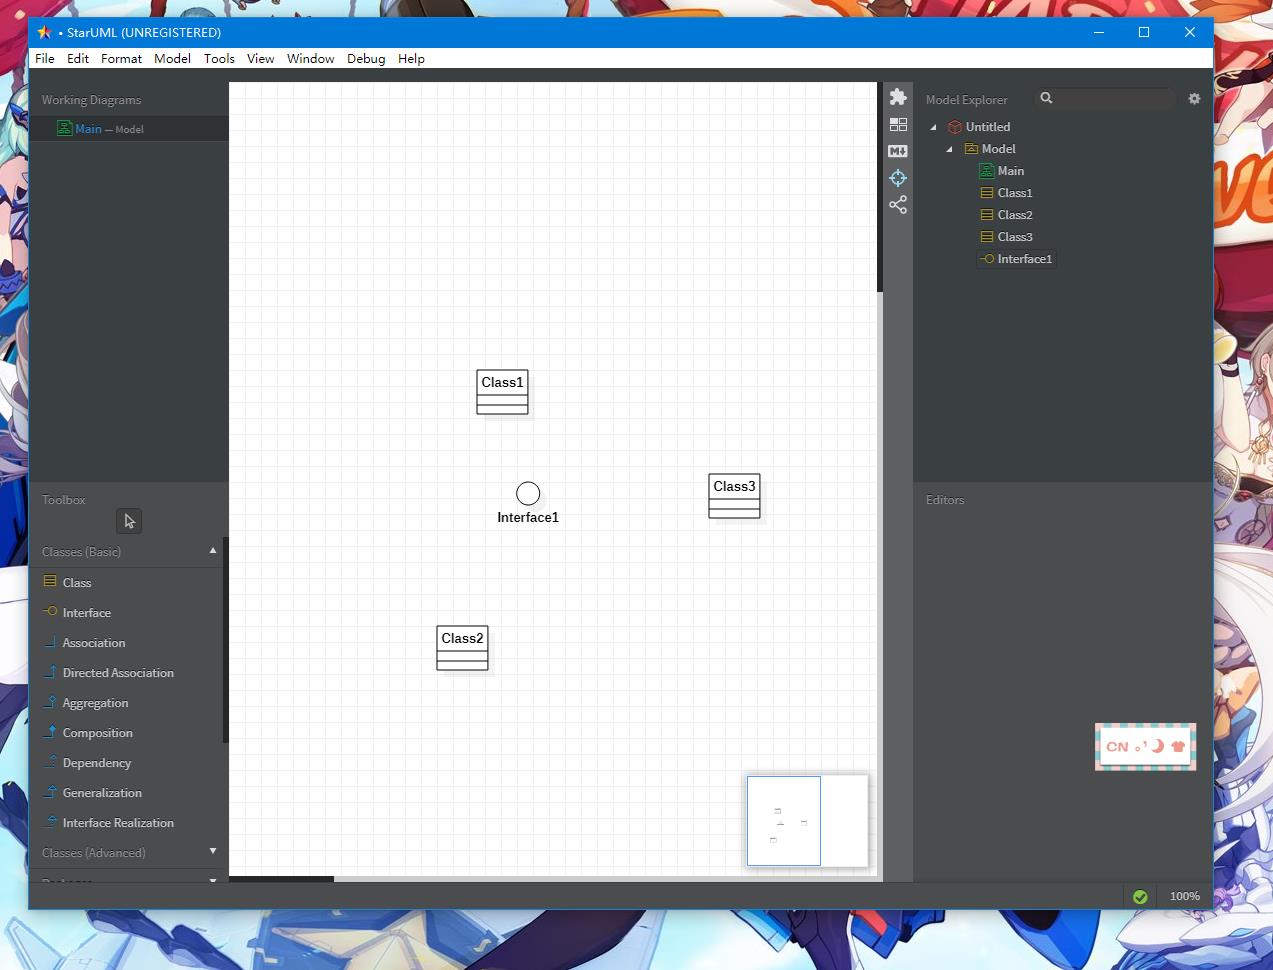 • StarUML (UNREGISTERED)
File Edit Format Model Tools View Window Debug Help
Working Diagrams
Main — Model
Toolbox
Classes (Basic)
Class
Interface
Association
Directed Association
Aggregation
Composition
Dependency
Generalization
Interface Realization
Classes (Advanced)
Class1
Interface1
Class3
Class2
M
Model Explorer
Untitled
Model
Main
Class1
Class2
Class3
Interface1
Editors
CN
100%